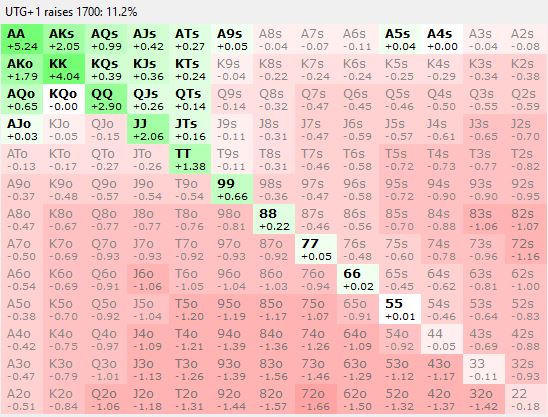 UTG+1 raises 1700: 11.2%
AA AKs AQs AJs ATs A9s A8s A7s A6s A5s A4s A3s A2s
+5.24 +2.05 +0.99 +0.42 +0.27 +0.05 -0.04 -0.07 -0.11 +0.04 +0.00 -0.04 -0.08
AKo KK KQs KJs KTs K9s K8s K7s K6s K5s K4s K3s K2s
+1.79 +4.04 +0.39 +0.36 +0.24 -0.04 -0.22 -0.24 -0.24 -0.25 -0.29 -0.34 -0.38
AQo KQo QQ QJs QTs Q9s Q8s Q7s Q6s Q5s Q4s Q3s Q2s
+0.65 -0.00 +2.90 +0.26 +0.14 -0.14 -0.32 -0.47 -0.45 -0.46 -0.50 -0.55 -0.59
AJo KJo QJo JJ JTs J9s J8s J7s J6s J5s J4s J3s J2s
+0.03 -0.05 -0.15 +2.06 +0.16 -0.11 -0.31 -0.47 -0.59 -0.57 -0.61 -0.65 -0.70
ATo KTo QTo JTo TT T9s T8s T7s T6s T5s T4s T3s T2s
-0.13 -0.17 -0.27 -0.26 +1.38 -0.11 -0.31 -0.46 -0.58 -0.72 -0.73 -0.77 -0.82
A9o K9o Q9o J9o T9o 99 98s 97s 96s 95s 94s 93s 92s
-0.37 -0.48 -0.57 -0.54 -0.54 +0.66 -0.36 -0.47 -0.58 -0.72 -0.90 -0.90 -0.95
A8o K8o Q8o J8o T8o 98o 88 87s 86s 85s 84s 83s 82s
-0.47 -0.67 -0.77 -0.77 -0.76 -0.81 +0.22 -0.46 -0.56 -0.70 -0.88 -1.06 -1.07
A7o K7o Q7o J7o T7o 97o 87o 77 76s 75s 74s 73s 72s
-0.50 -0.69 -0.93 -0.93 -0.92 -0.93 -0.92 +0.05 -0.48 -0.60 -0.78 -0.96 -1.16
A6o K6o Q6o J6o T6o 96o 86o 76o 66 65s 64s 63s 62s
-0.54 -0.69 -0.91 -1.06 -1.05 -1.04 -1.03 -0.94 +0.02 -0.45 -0.62 -0.81 -1.00
A5o K5o Q5o J5o T5o 95o 85o 75o 65o 55 54s 53s 52s
-0.38 -0.70 -0.92 -1.04 -1.20 -1.19 -1.17 -1.07 -0.91 +0.01 -0.46 -0.64 -0.83
A4o K4o Q4o J4o T4o 94o 84o 74o 64o 54o 44 43s 42s
-0.42 -0.75 -0.97 -1.09 -1.21 -1.39 -1.36 -1.26 -1.09 -0.92 -0.05 -0.69 -0.88
A3o K3o Q3o J3o T3o 93o 83o 73o 63o 53o 43o 33 32s
-0.47 -0.79 -1.01 -1.13 -1.26 -1.39 -1.56 -1.46 -1.29 -1.12 -1.17 -0.11 -0.93
A2o K2o Q2o J2o T2o 92o 82o 72o 62o 52o 42o 32o 22
-0.51 -0.84 -1.06 -1.18 -1.31 -1.44 -1.57 -1.66 -1.50 -1.32 -1.37 -1.42 -0.18